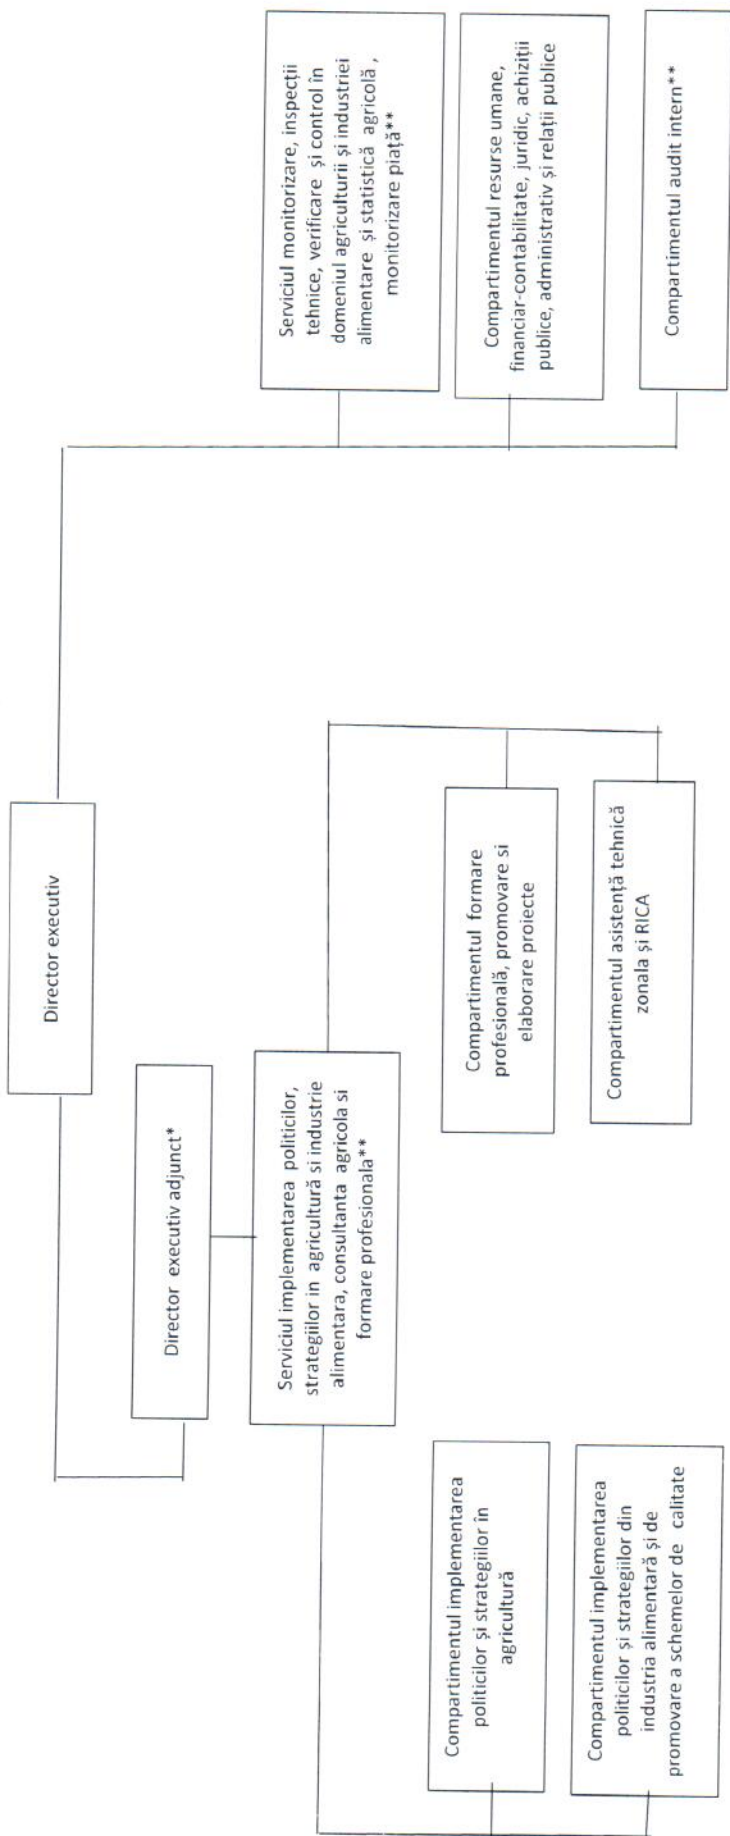 Director executiv
Director executiv adjunct*
Serviciul implementarea politicilor,
strategiilor in agricultură si industrie
alimentara, consultanta agricola si
formare profesionala**
Compartimentul implementarea
politicilor și strategiilor în
agricultură
Compartimentul implementarea
politicilor și strategiilor din
industria alimentară și de
promovare a schemelor de calitate
Compartimentul formare
profesională, promovare si
elaborare proiecte
Compartimentul asistență tehnică
zonala și RICA
Serviciul monitorizare, inspecții
tehnice, verificare și control în
domeniul agriculturii și industriei
alimentare și statistică agricolă ,
monitorizare piață**
Compartimentul resurse umane,
financiar-contabilitate, juridic, achiziții
publice, administrativ și relații publice
Compartimentul audit intern**